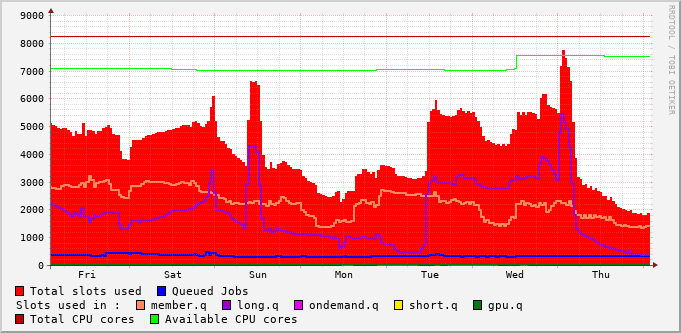 9000
8000
7000
6000
5000
4000
3000
2000
1000
0
Fri Sat Sun Mon Tue Wed Thu
RRDTOOL / TOBI OETIKER
Total slots used Queued Jobs
Slots used in : member.q long.q ondemand.q short.q gpu.q
Total CPU cores Available CPU cores